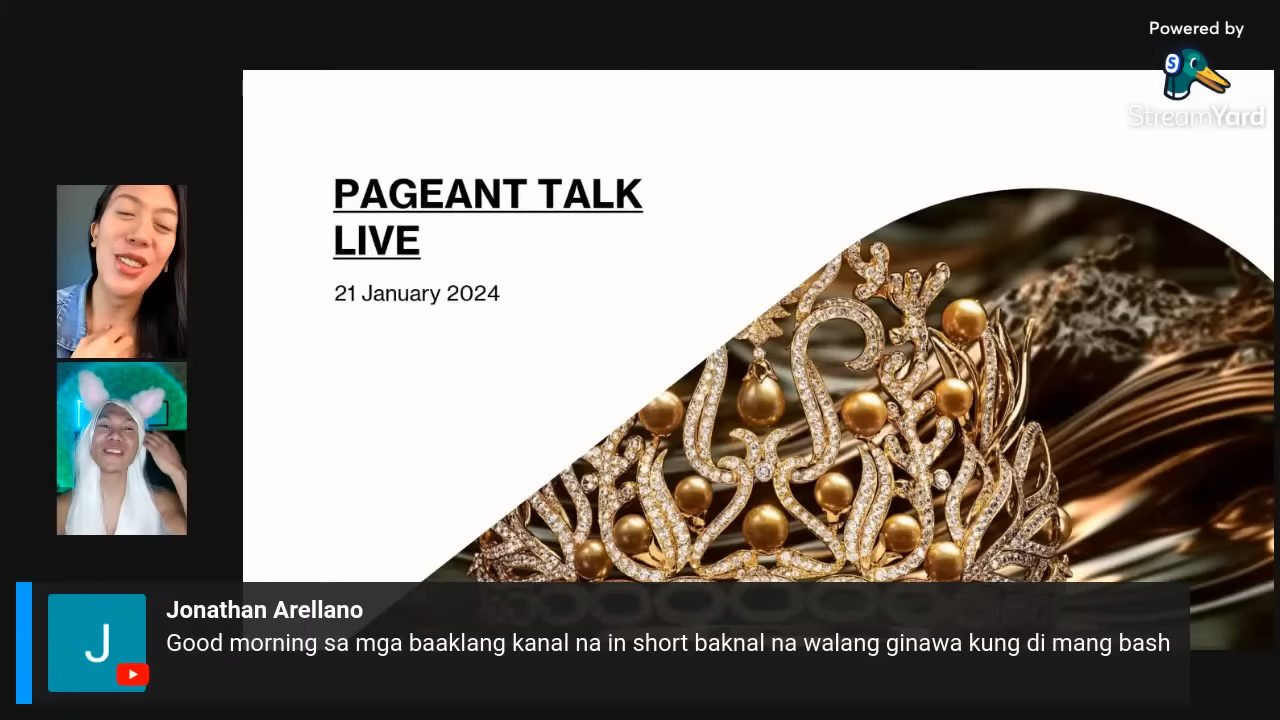 Powered by
S
StreamYard
PAGEANT TALK
LIVE
21 January 2024
J
Jonathan Arellano
Good morning sa mga baaklang kanal na in short baknal na walang ginawa kung di mang bash